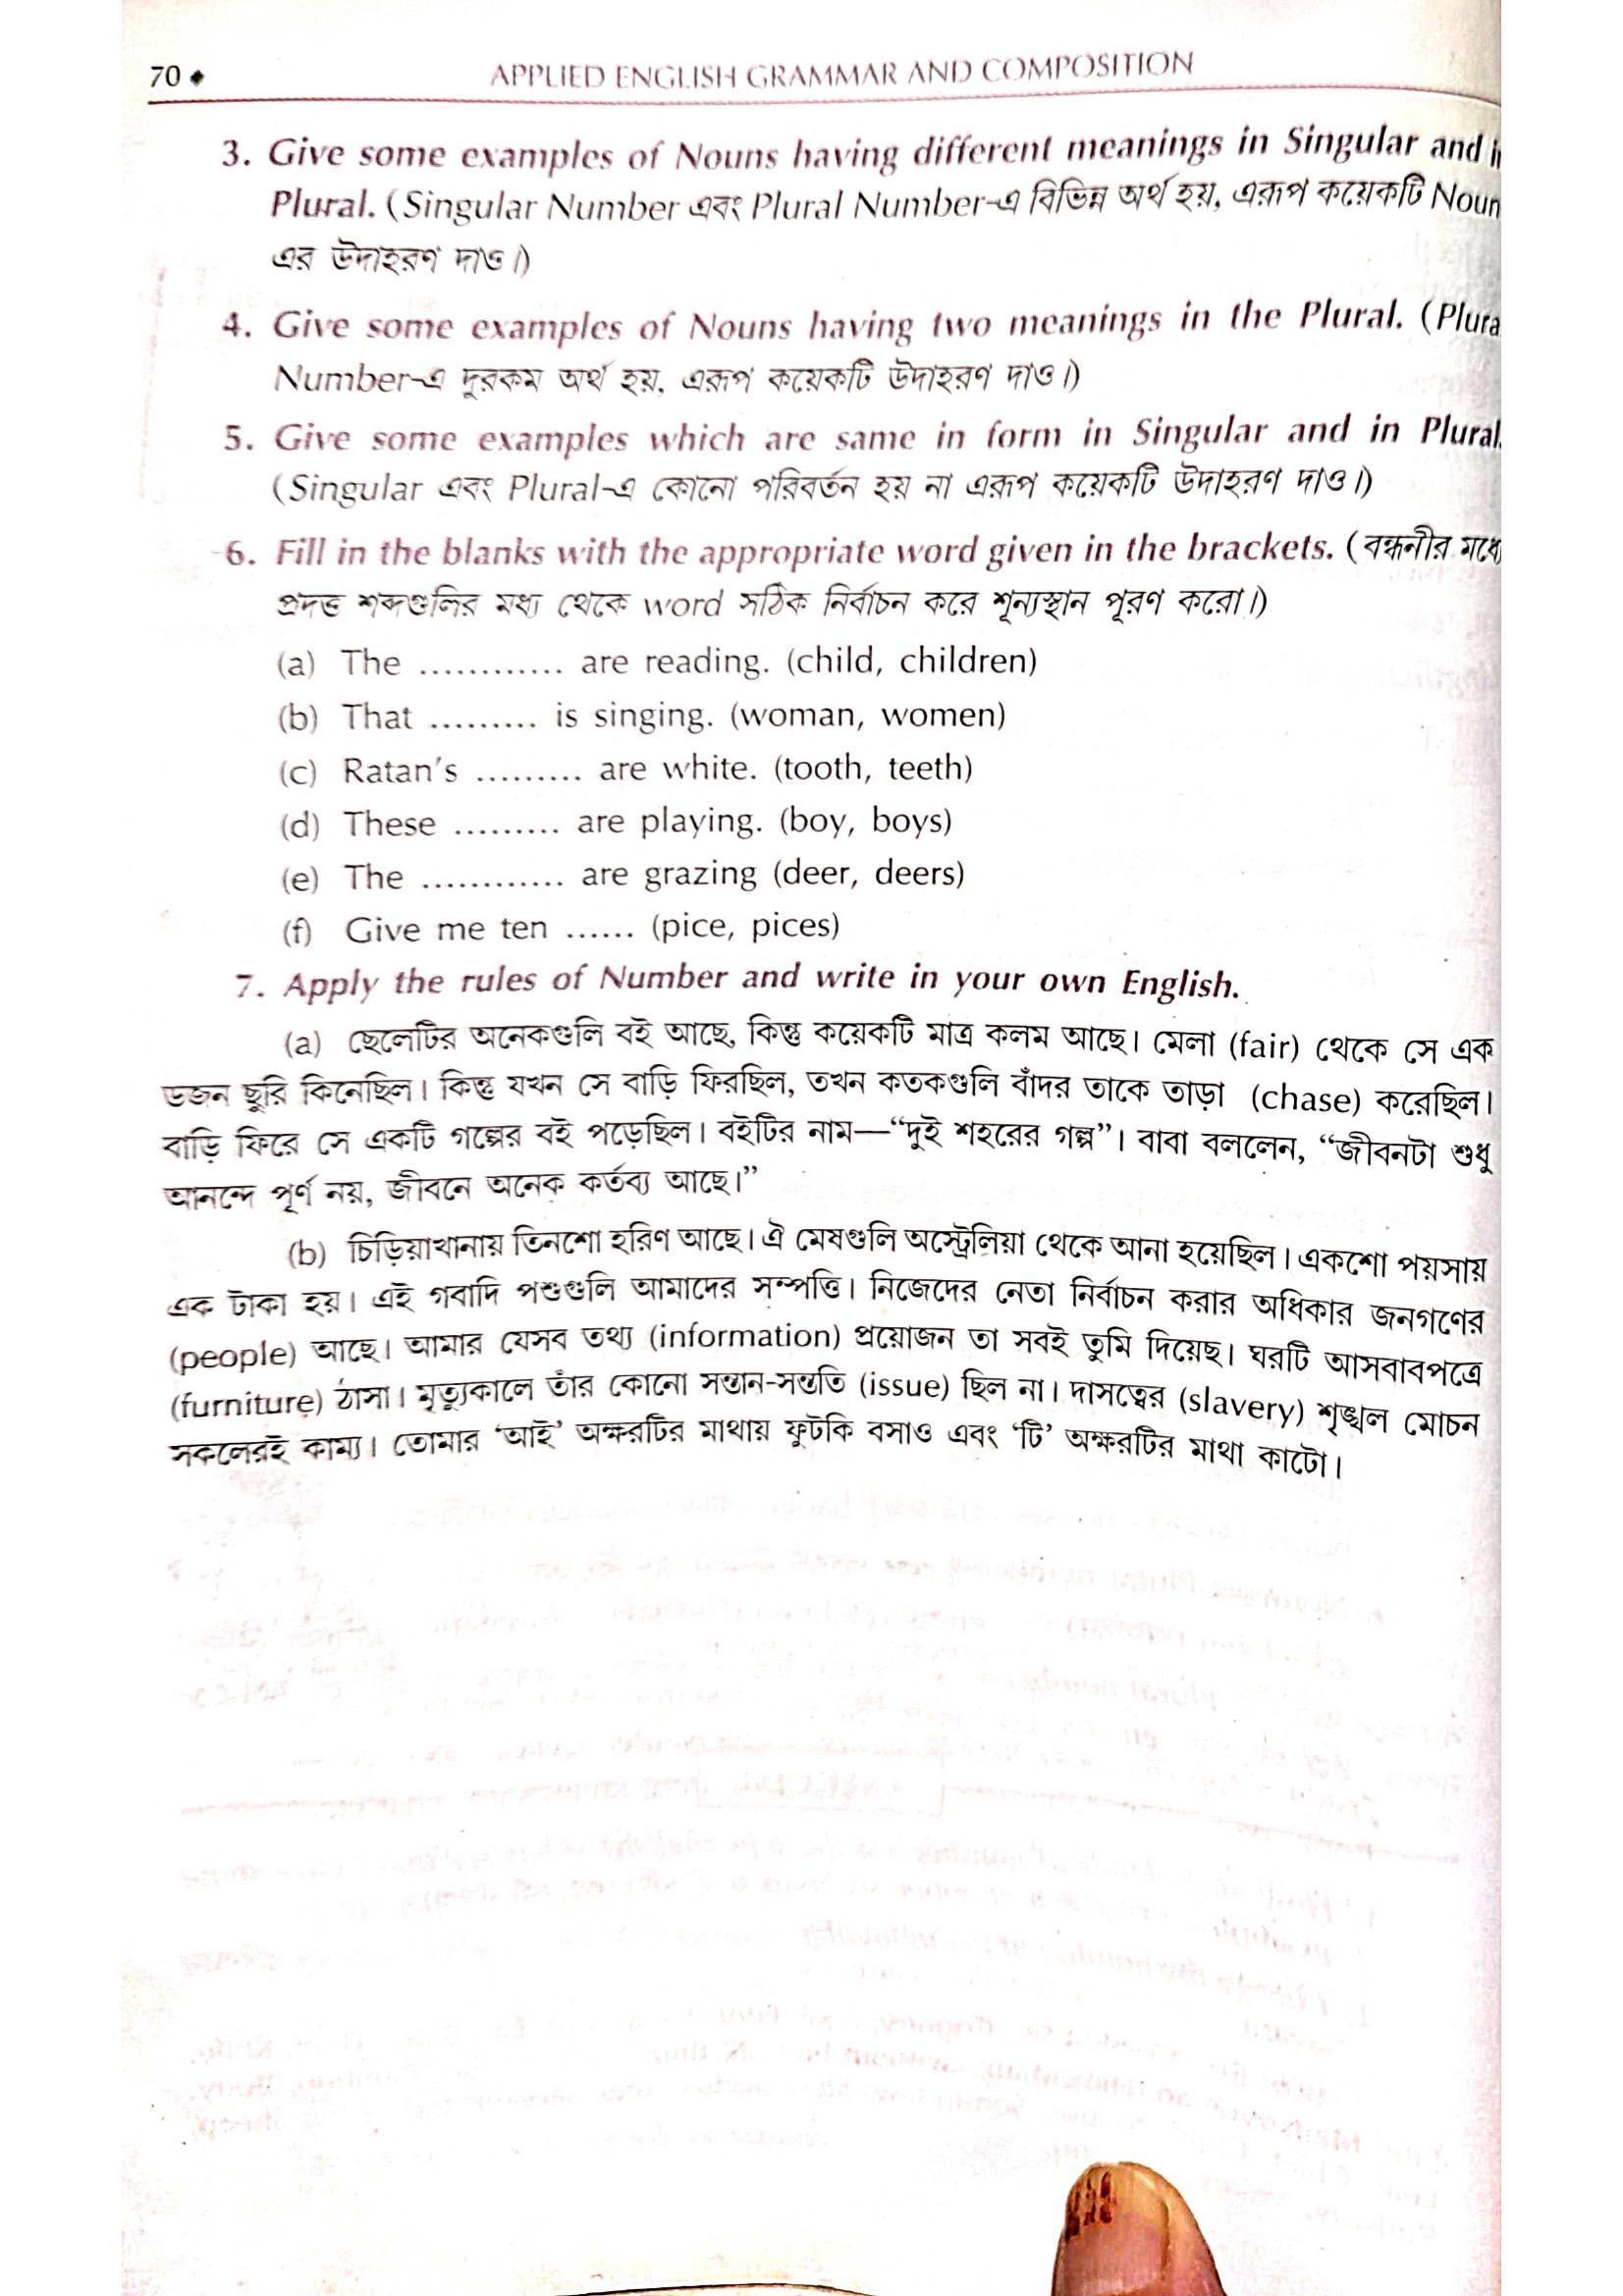 70 ◆ APPLIED ENGLISH GRAMMAR AND COMPOSITION
3. Give some examples of Nouns having different meanings in Singular and
Plural. (Singular Number এবং Plural Number-এ বিভিন্ন অর্থ হয়, এরূপ কয়েকটি Noun
এর উদাহরণ দাও।)
4. Give some examples of Nouns having two meanings in the Plural. (Plura
Number-এ দুরকম অর্থ হয়, এরূপ কয়েকটি উদাহরণ দাও।)
5. Give some examples which are same in form in Singular and in Plural.
(Singular এবং Plural-এ কোনো পরিবর্তন হয় না এরূপ কয়েকটি উদাহরণ দাও।)
6. Fill in the blanks with the appropriate word given in the brackets. (বন্ধনীর মধ্যে
প্রদত্ত শব্দগুলির মধ্য থেকে word সঠিক নির্বাচন করে শূন্যস্থান পূরণ করো।)
(a) The ............ are reading. (child, children)
(b) That ......... is singing. (woman, women)
(c) Ratan's ......... are white. (tooth, teeth)
(d) These ......... are playing. (boy, boys)
(e) The ............ are grazing (deer, deers)
(f) Give me ten ...... (pice, pices)
7. Apply the rules of Number and write in your own English.
(a) ছেলেটির অনেকগুলি বই আছে, কিন্তু কয়েকটি মাত্র কলম আছে। মেলা (fair) থেকে সে এক
ডজন ছুরি কিনেছিল। কিন্তু যখন সে বাড়ি ফিরছিল, তখন কতকগুলি বাঁদর তাকে তাড়া (chase) করেছিল।
বাড়ি ফিরে সে একটি গল্পের বই পড়েছিল। বইটির নাম—“দুই শহরের গল্প”। বাবা বললেন, “জীবনটা শুধু
আনন্দে পূর্ণ নয়, জীবনে অনেক কর্তব্য আছে।”
(b) চিড়িয়াখানায় তিনশো হরিণ আছে। ঐ মেষগুলি অস্ট্রেলিয়া থেকে আনা হয়েছিল। একশো পয়সায়
এক টাকা হয়। এই গবাদি পশুগুলি আমাদের সম্পত্তি। নিজেদের নেতা নির্বাচন করার অধিকার জনগণের
(people) আছে। আমার যেসব তথ্য (information) প্রয়োজন তা সবই তুমি দিয়েছ। ঘরটি আসবাবপত্রে
(furniture) ঠাসা। মৃত্যুকালে তাঁর কোনো সন্তান-সন্ততি (issue) ছিল না। দাসত্বের (slavery) শৃঙ্খল মোচন
সকলেরই কাম্য। তোমার ‘আই’ অক্ষরটির মাথায় ফুটকি বসাও এবং ‘টি’ অক্ষরটির মাথা কাটো।